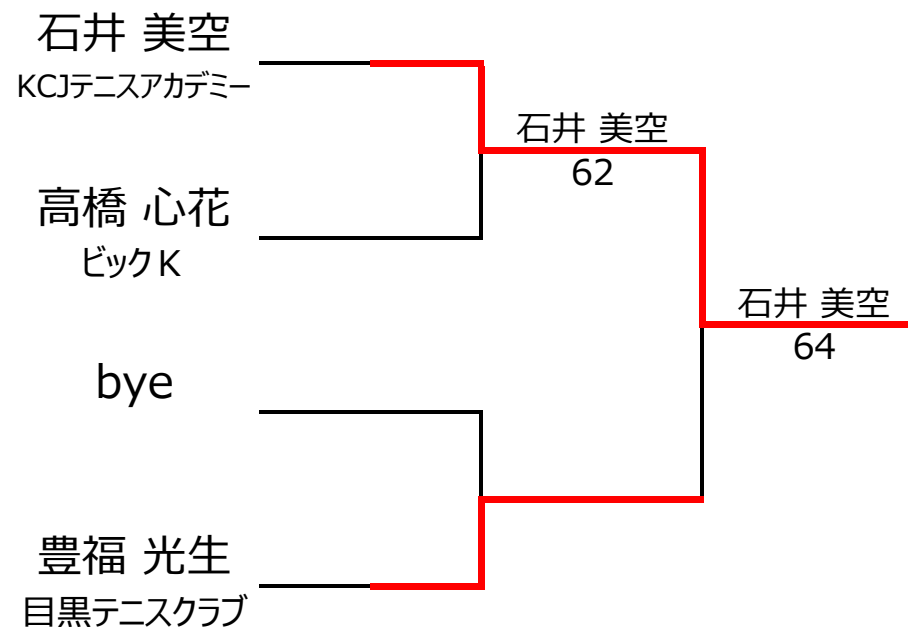 石井 美空
KCJテニスアカデミー
石井 美空
62
高橋 心花
ビックK
石井 美空
64
bye
豊福 光生
目黒テニスクラブ